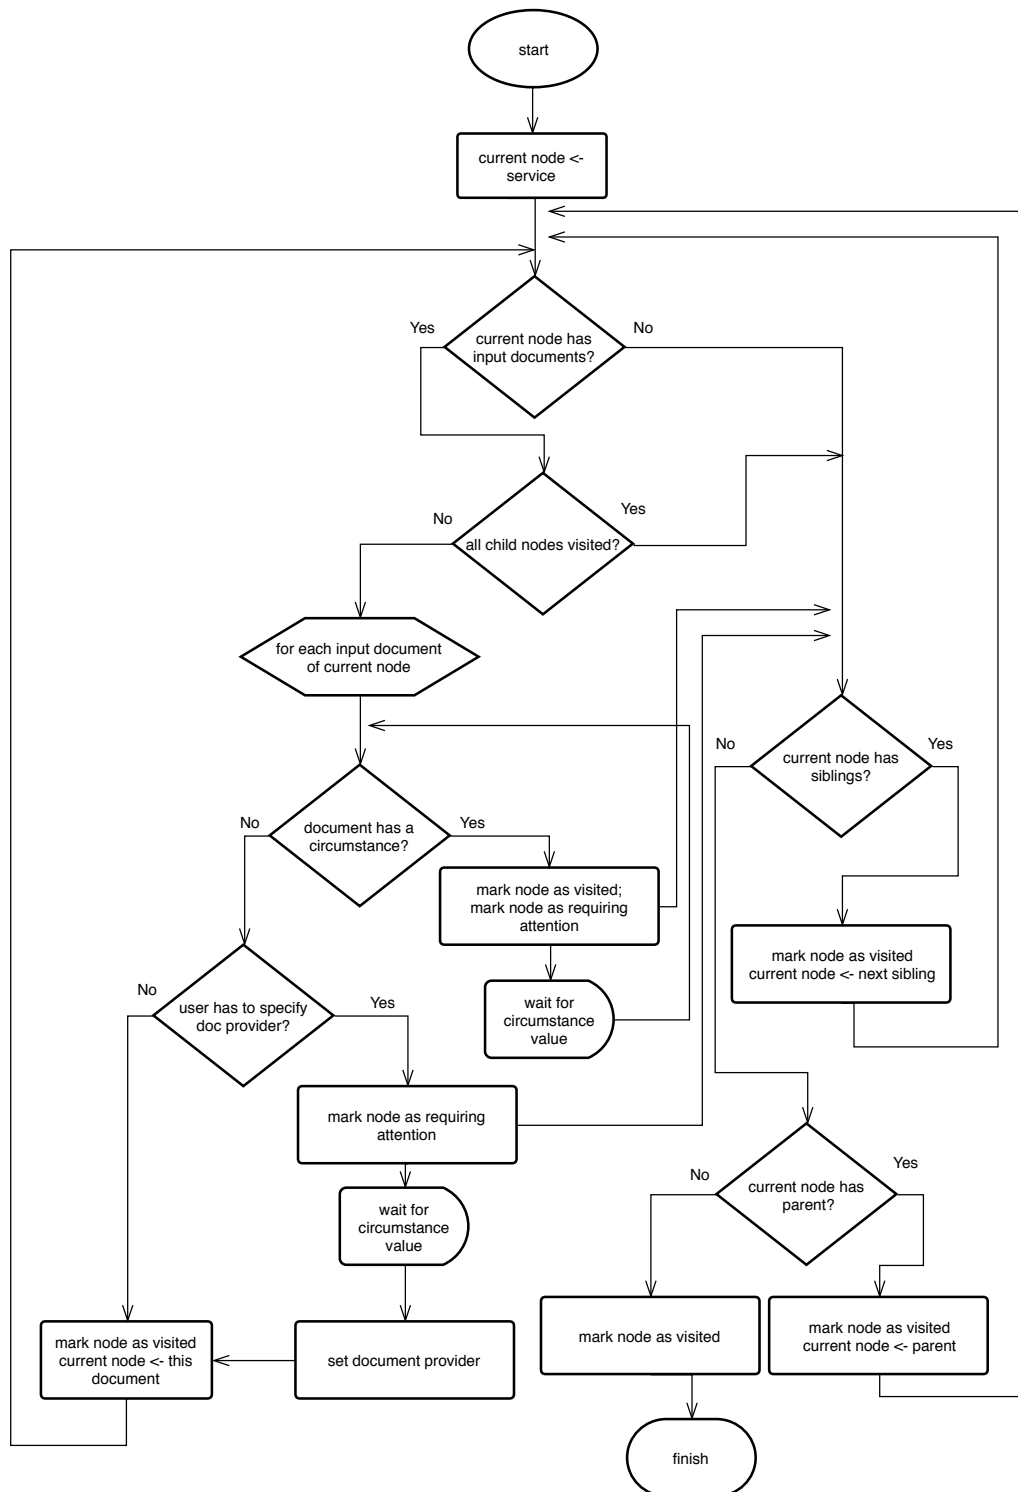 start
current node <-
service
Yes
No
current node has
input documents?
No
Yes
all child nodes visited?
for each input document
of current node
No
Yes
document has a
circumstance?
No
Yes
current node has
siblings?
mark node as visited;
mark node as requiring
attention
mark node as visited
current node <- next sibling
No
Yes
user has to specify
doc provider?
wait for
circumstance
value
mark node as requiring
attention
No
Yes
current node has
parent?
wait for
circumstance
value
mark node as visited
current node <- this
document
set document provider
mark node as visited
mark node as visited
current node <- parent
finish